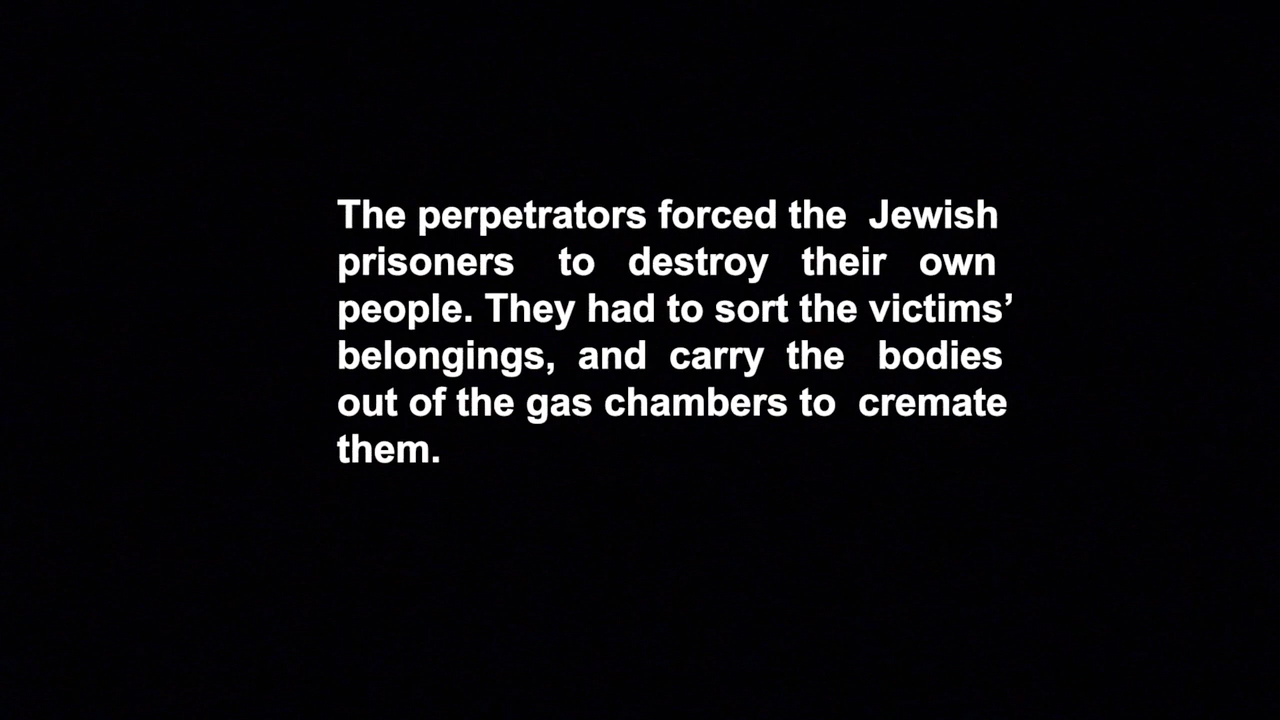 The perpetrators forced the Jewish
prisoners to destroy their own
people. They had to sort the victims’
belongings, and carry the bodies
out of the gas chambers to cremate
them.